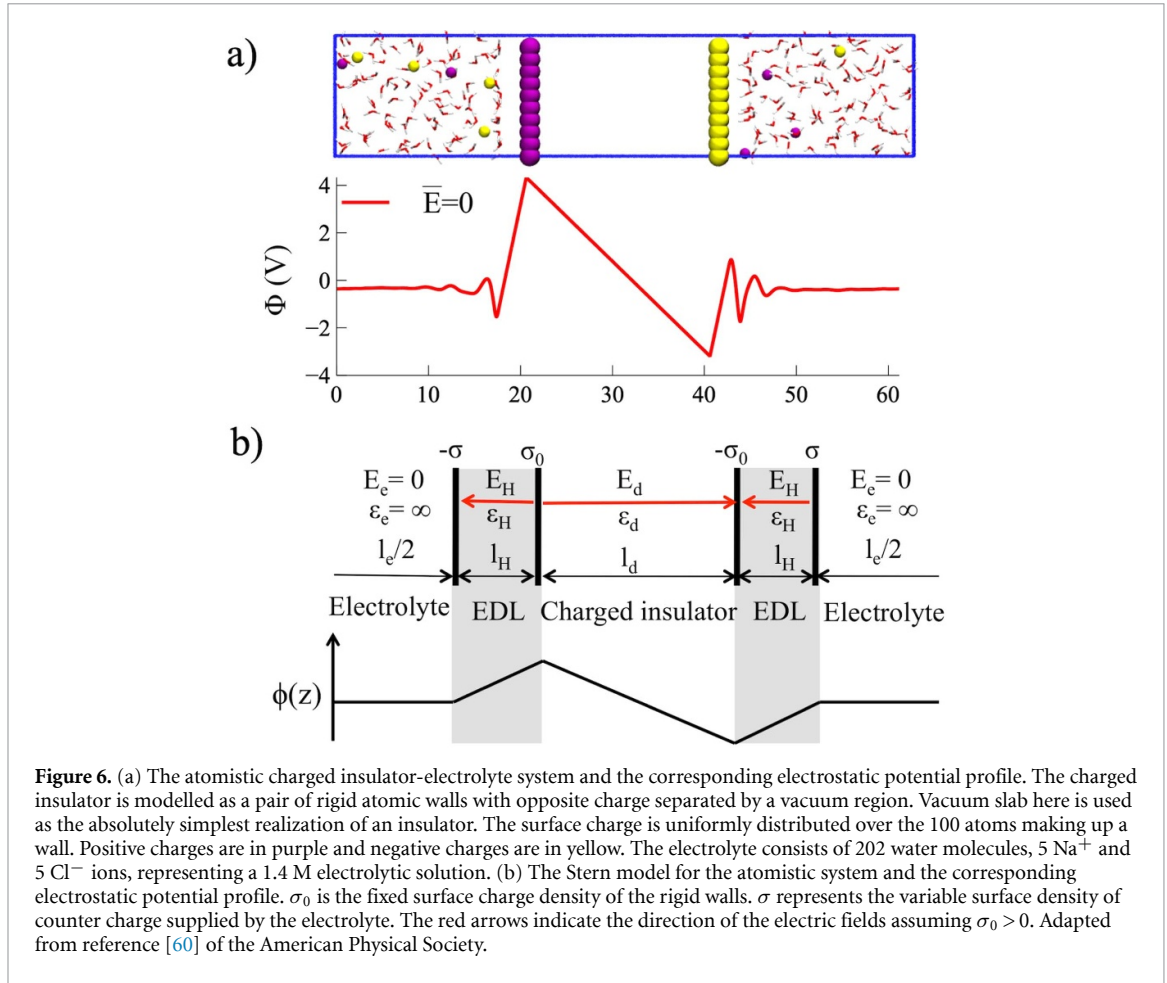 a)
Ē=0
Φ (V)
4
2
0
−2
−4
0 10 20 30 40 50 60
b)
-σ σ₀ -σ₀ σ
Eₑ= 0 E_H E_d E_H Eₑ= 0
εₑ= ∞ ε_H ε_d ε_H εₑ= ∞
lₑ/2 l_H l_d l_H lₑ/2
Electrolyte EDL Charged insulator EDL Electrolyte
ϕ(z)
Figure 6. (a) The atomistic charged insulator-electrolyte system and the corresponding electrostatic potential profile. The charged
insulator is modelled as a pair of rigid atomic walls with opposite charge separated by a vacuum region. Vacuum slab here is used
as the absolutely simplest realization of an insulator. The surface charge is uniformly distributed over the 100 atoms making up a
wall. Positive charges are in purple and negative charges are in yellow. The electrolyte consists of 202 water molecules, 5 Na⁺ and
5 Cl⁻ ions, representing a 1.4 M electrolytic solution. (b) The Stern model for the atomistic system and the corresponding
electrostatic potential profile. σ₀ is the fixed surface charge density of the rigid walls. σ represents the variable surface density of
counter charge supplied by the electrolyte. The red arrows indicate the direction of the electric fields assuming σ₀ > 0. Adapted
from reference [60] of the American Physical Society.